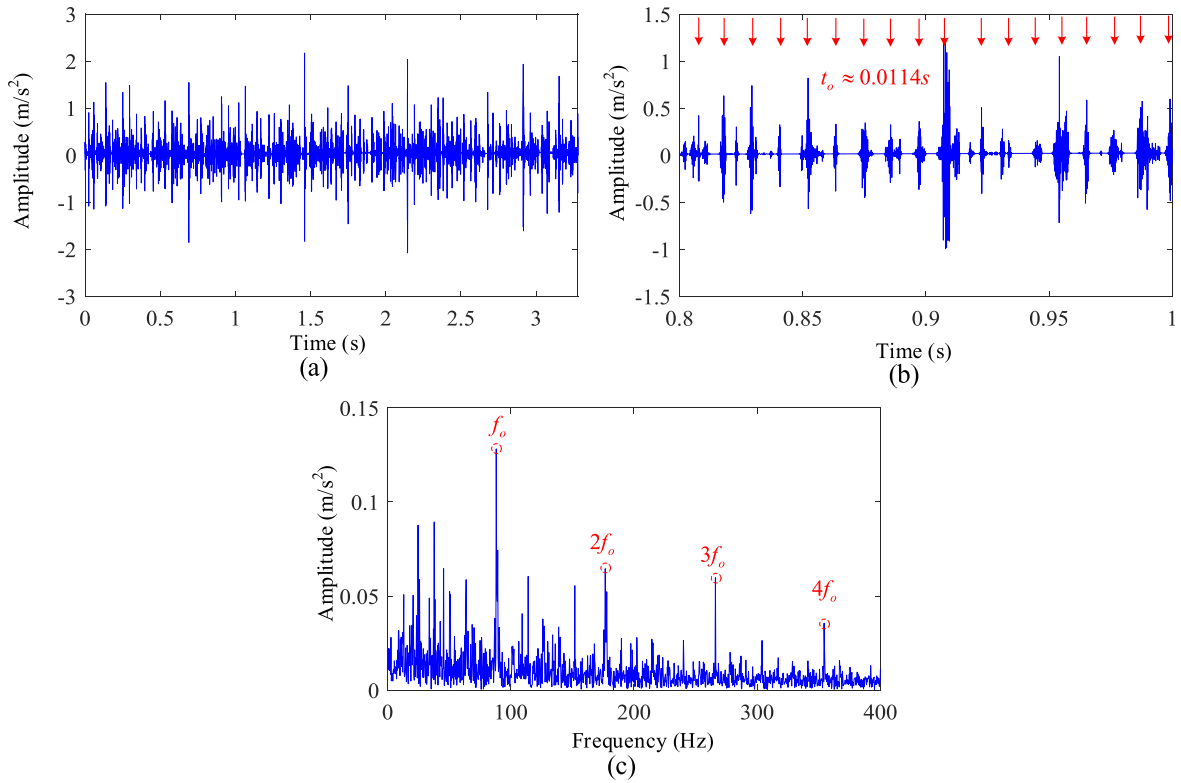 3
2
1
0
-1
-2
-3
Amplitude (m/s²)
0 0.5 1 1.5 2 2.5 3
Time (s)
(a)
1.5
1
0.5
0
-0.5
-1
-1.5
Amplitude (m/s²)
tₒ ≈ 0.0114s
0.8 0.85 0.9 0.95 1
Time (s)
(b)
0.15
0.1
0.05
0
Amplitude (m/s²)
fₒ
2fₒ
3fₒ
4fₒ
0 100 200 300 400
Frequency (Hz)
(c)